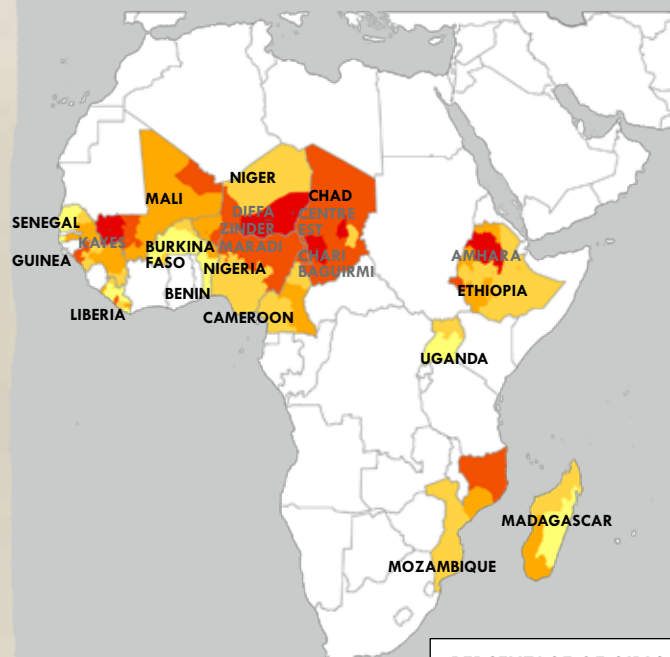 NIGER
MALI
CHAD
SENEGAL
DIFFA
ZINDER
MARADI
CENTRE
EST
KAYES
BURKINA
FASO
GUINEA
NIGERIA
CHARI
BAGUIRMI
AMHARA
BENIN
ETHIOPIA
LIBERIA
CAMEROON
UGANDA
MADAGASCAR
MOZAMBIQUE